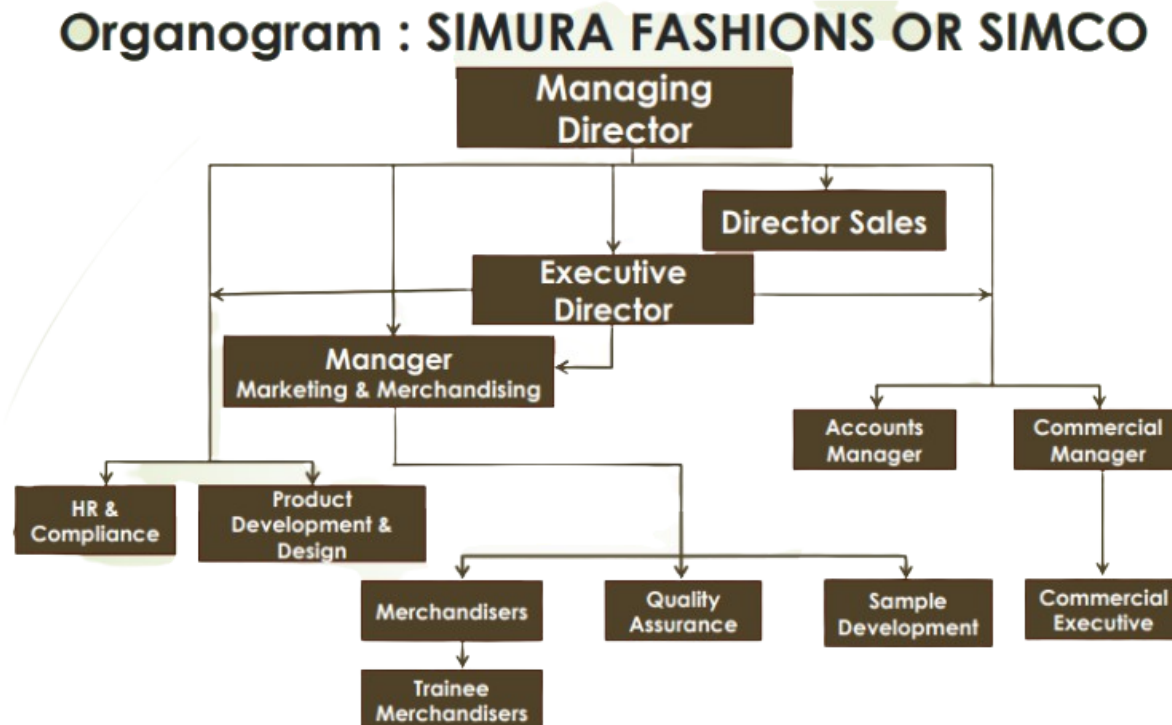 Organogram : SIMURA FASHIONS OR SIMCO
Managing
Director
Director Sales
Executive
Director
Manager
Marketing & Merchandising
Accounts
Manager
Commercial
Manager
HR &
Compliance
Product
Development &
Design
Merchandisers
Quality
Assurance
Sample
Development
Commercial
Executive
Trainee
Merchandisers